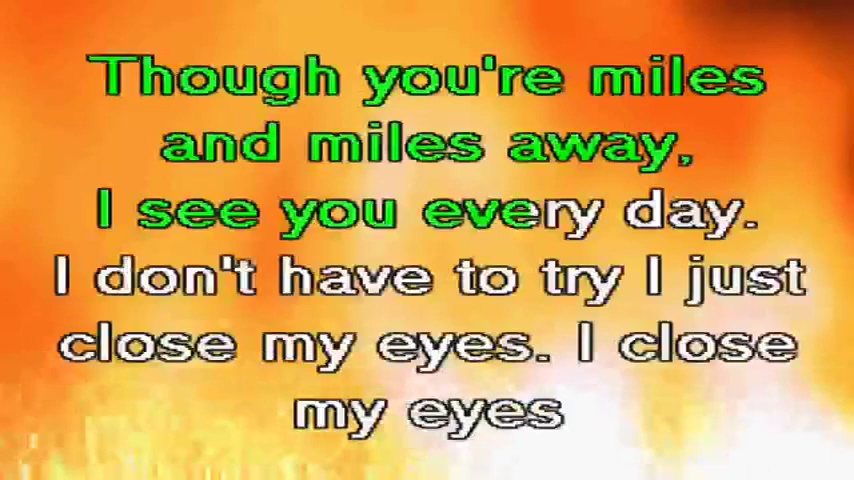 Though you're miles
and miles away,
I see you every day.
I don't have to try I just
close my eyes. I close
my eyes